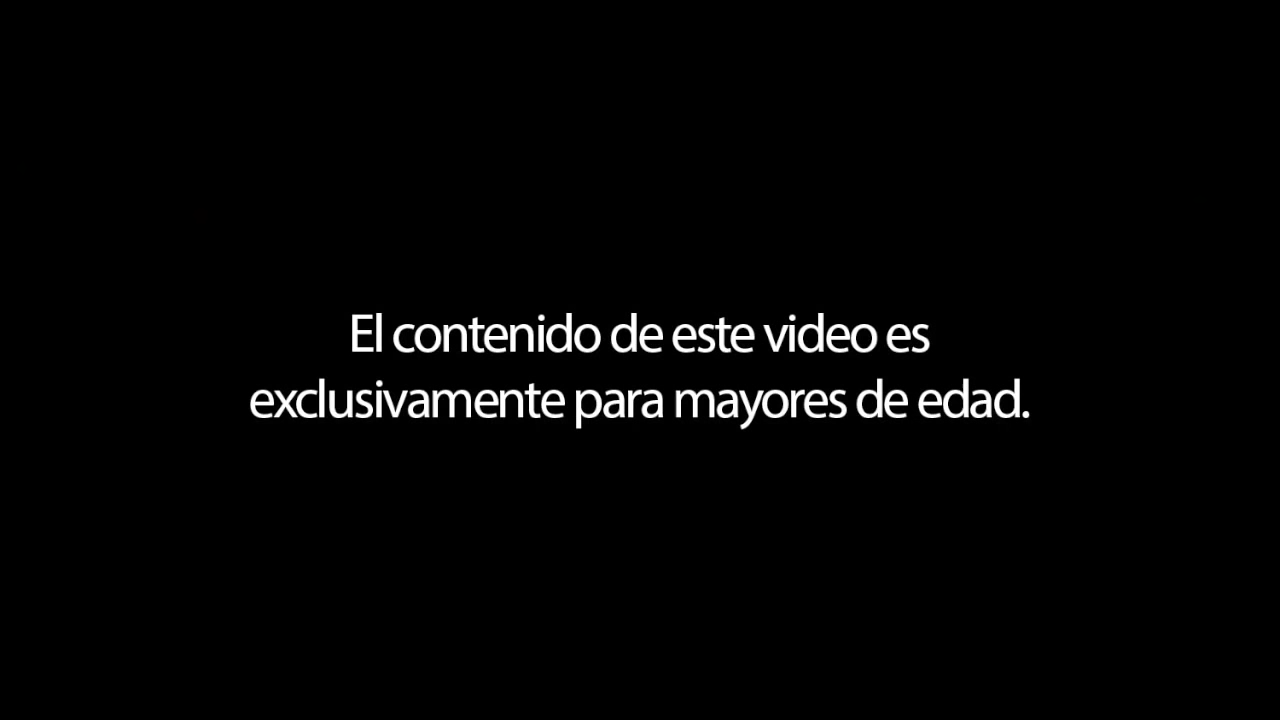 El contenido de este video es
exclusivamente para mayores de edad.